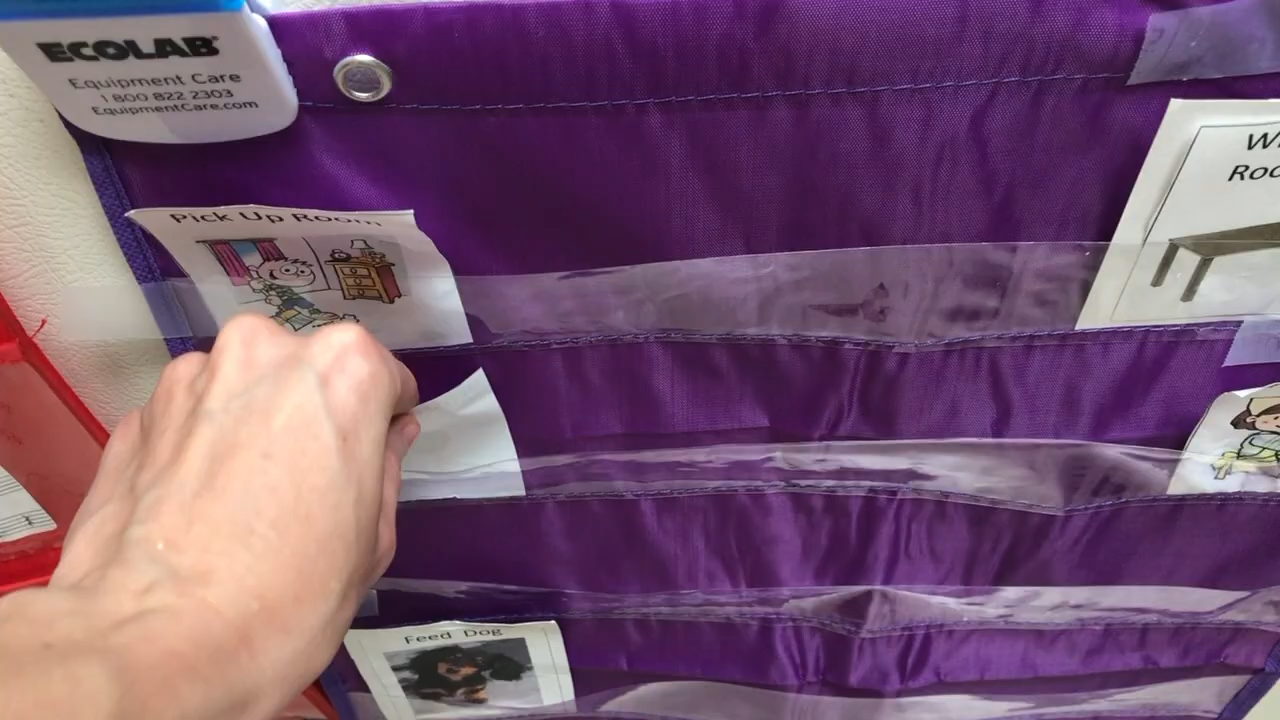 ECOLAB®
Equipment Care
1 800 822 2303
EquipmentCare.com
Pick Up Room
Feed Dog